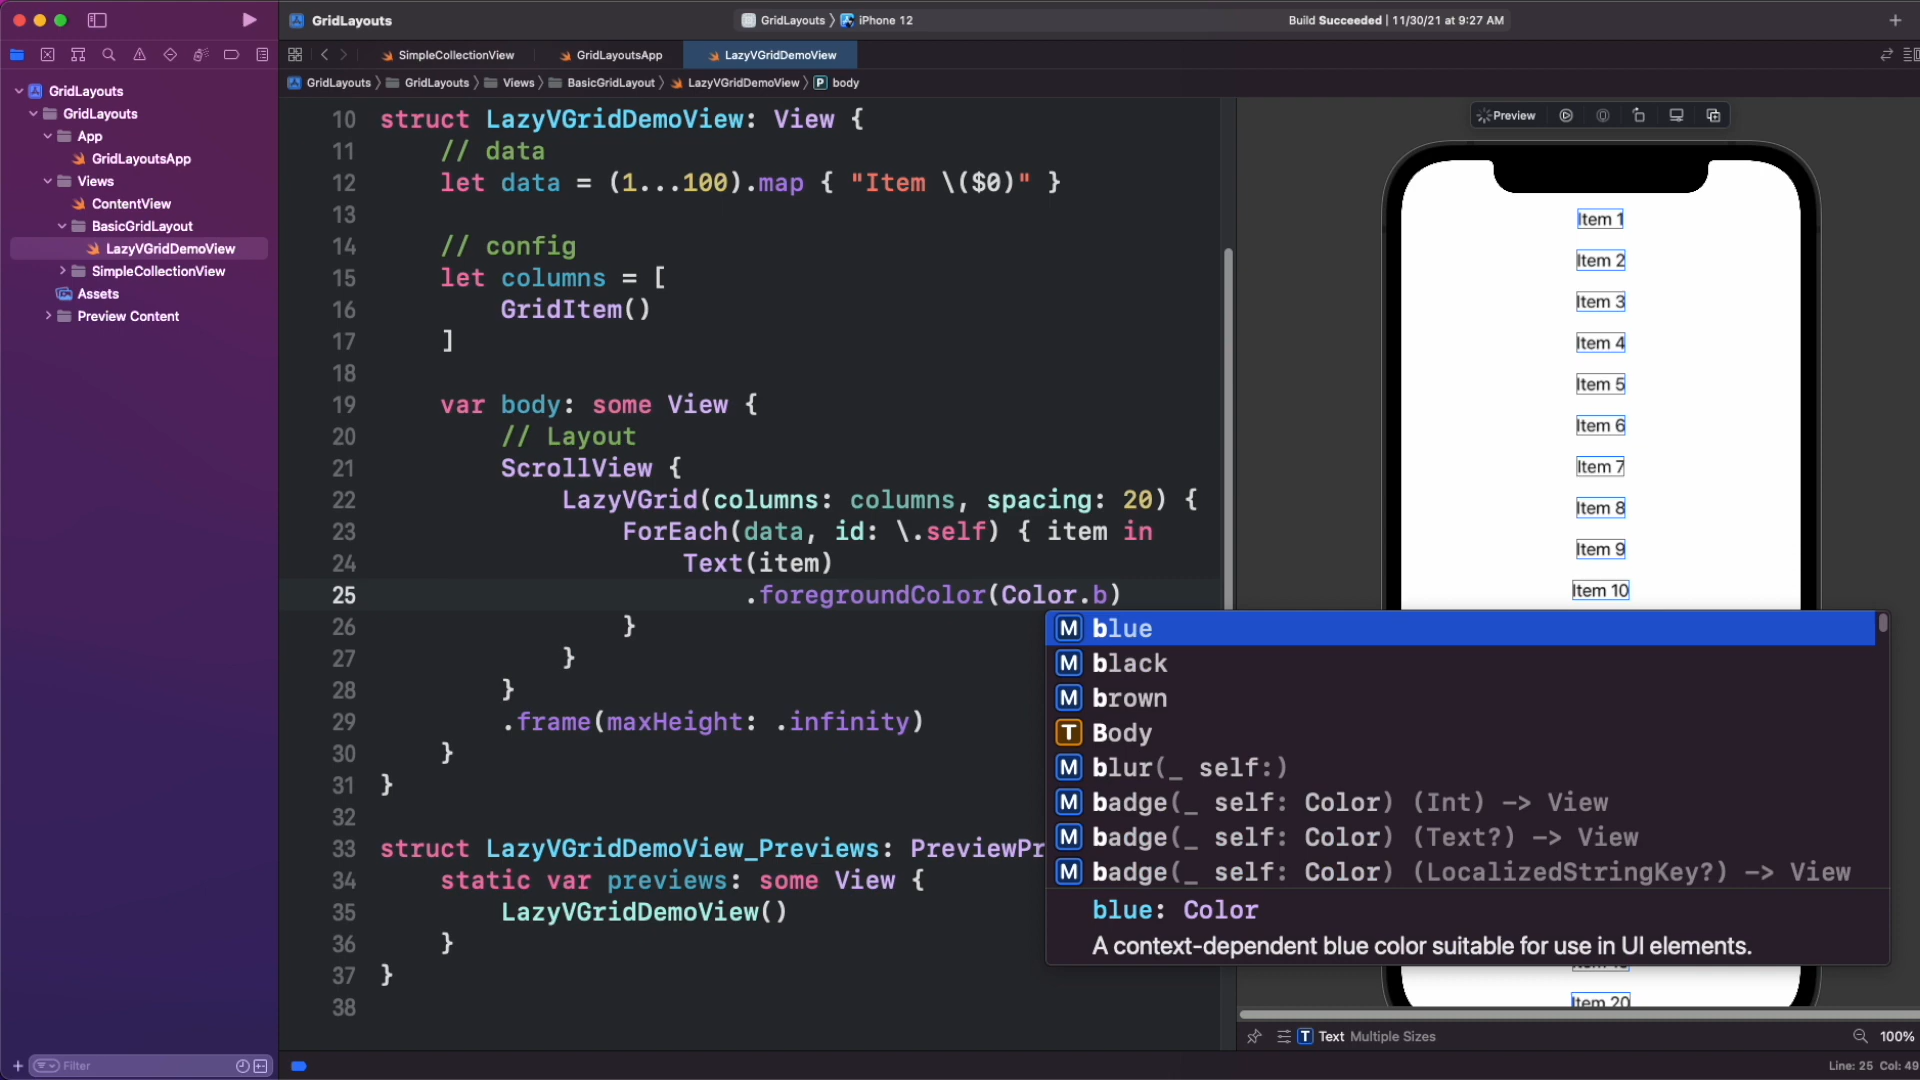 GridLayouts
GridLayouts
iPhone 12
Build Succeeded | 11/30/21 at 9:27 AM
SimpleCollectionView
GridLayoutsApp
LazyVGridDemoView
GridLayouts
GridLayouts
Views
BasicGridLayout
LazyVGridDemoView
P body
GridLayouts
GridLayouts
App
GridLayoutsApp
Views
ContentView
BasicGridLayout
LazyVGridDemoView
SimpleCollectionView
Assets
Preview Content
Filter
10 struct LazyVGridDemoView: View {
11 // data
12 let data = (1...100).map { "Item \($0)" }
13
14 // config
15 let columns = [
16 GridItem()
17 ]
18
19 var body: some View {
20 // Layout
21 ScrollView {
22 LazyVGrid(columns: columns, spacing: 20) {
23 ForEach(data, id: \.self) { item in
24 Text(item)
25 .foregroundColor(Color.b)
26 }
27 }
28 }
29 .frame(maxHeight: .infinity)
30 }
31 }
32
33 struct LazyVGridDemoView_Previews: PreviewPr
34 static var previews: some View {
35 LazyVGridDemoView()
36 }
37 }
38
M blue
M black
M brown
T Body
M blur(_ self:)
M badge(_ self: Color) (Int) -> View
M badge(_ self: Color) (Text?) -> View
M badge(_ self: Color) (LocalizedStringKey?) -> View
blue: Color
A context-dependent blue color suitable for use in UI elements.
Preview
Item 1
Item 2
Item 3
Item 4
Item 5
Item 6
Item 7
Item 8
Item 9
Item 10
Item 20
T Text Multiple Sizes
100%
Line: 25 Col: 49